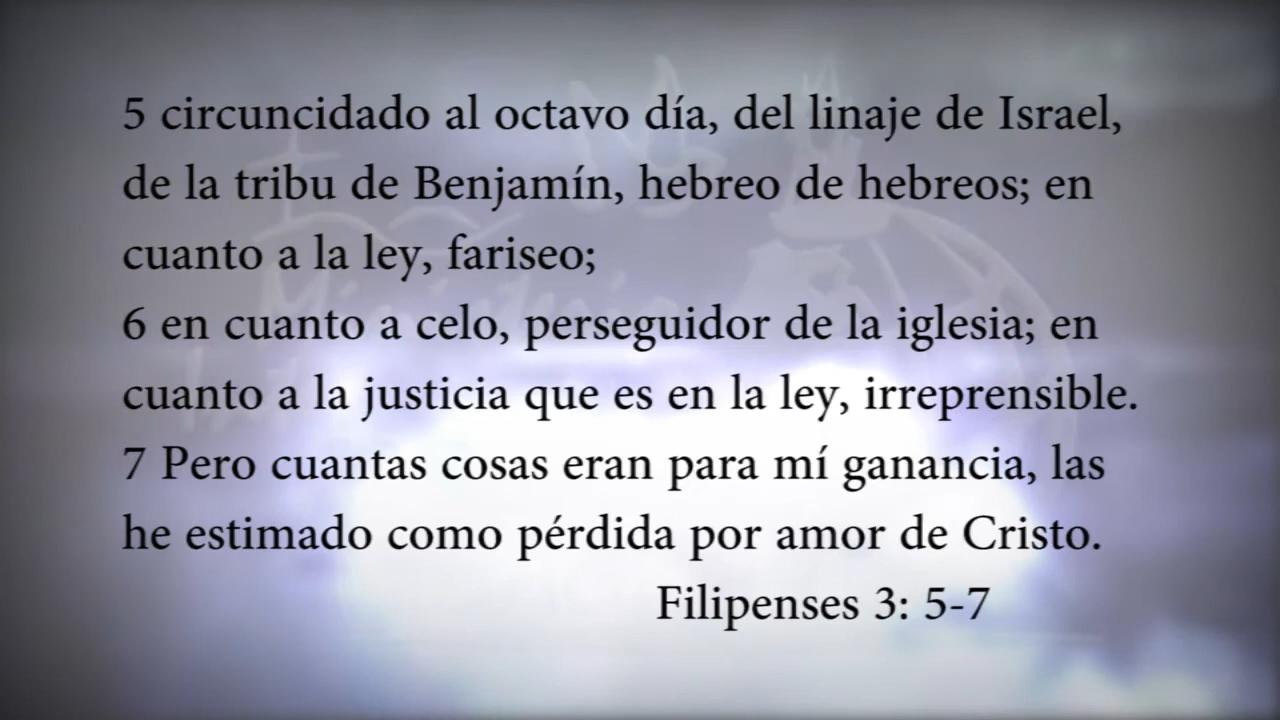 5 circuncidado al octavo día, del linaje de Israel,
de la tribu de Benjamín, hebreo de hebreos; en
cuanto a la ley, fariseo;
6 en cuanto a celo, perseguidor de la iglesia; en
cuanto a la justicia que es en la ley, irreprensible.
7 Pero cuantas cosas eran para mí ganancia, las
he estimado como pérdida por amor de Cristo.
Filipenses 3: 5-7